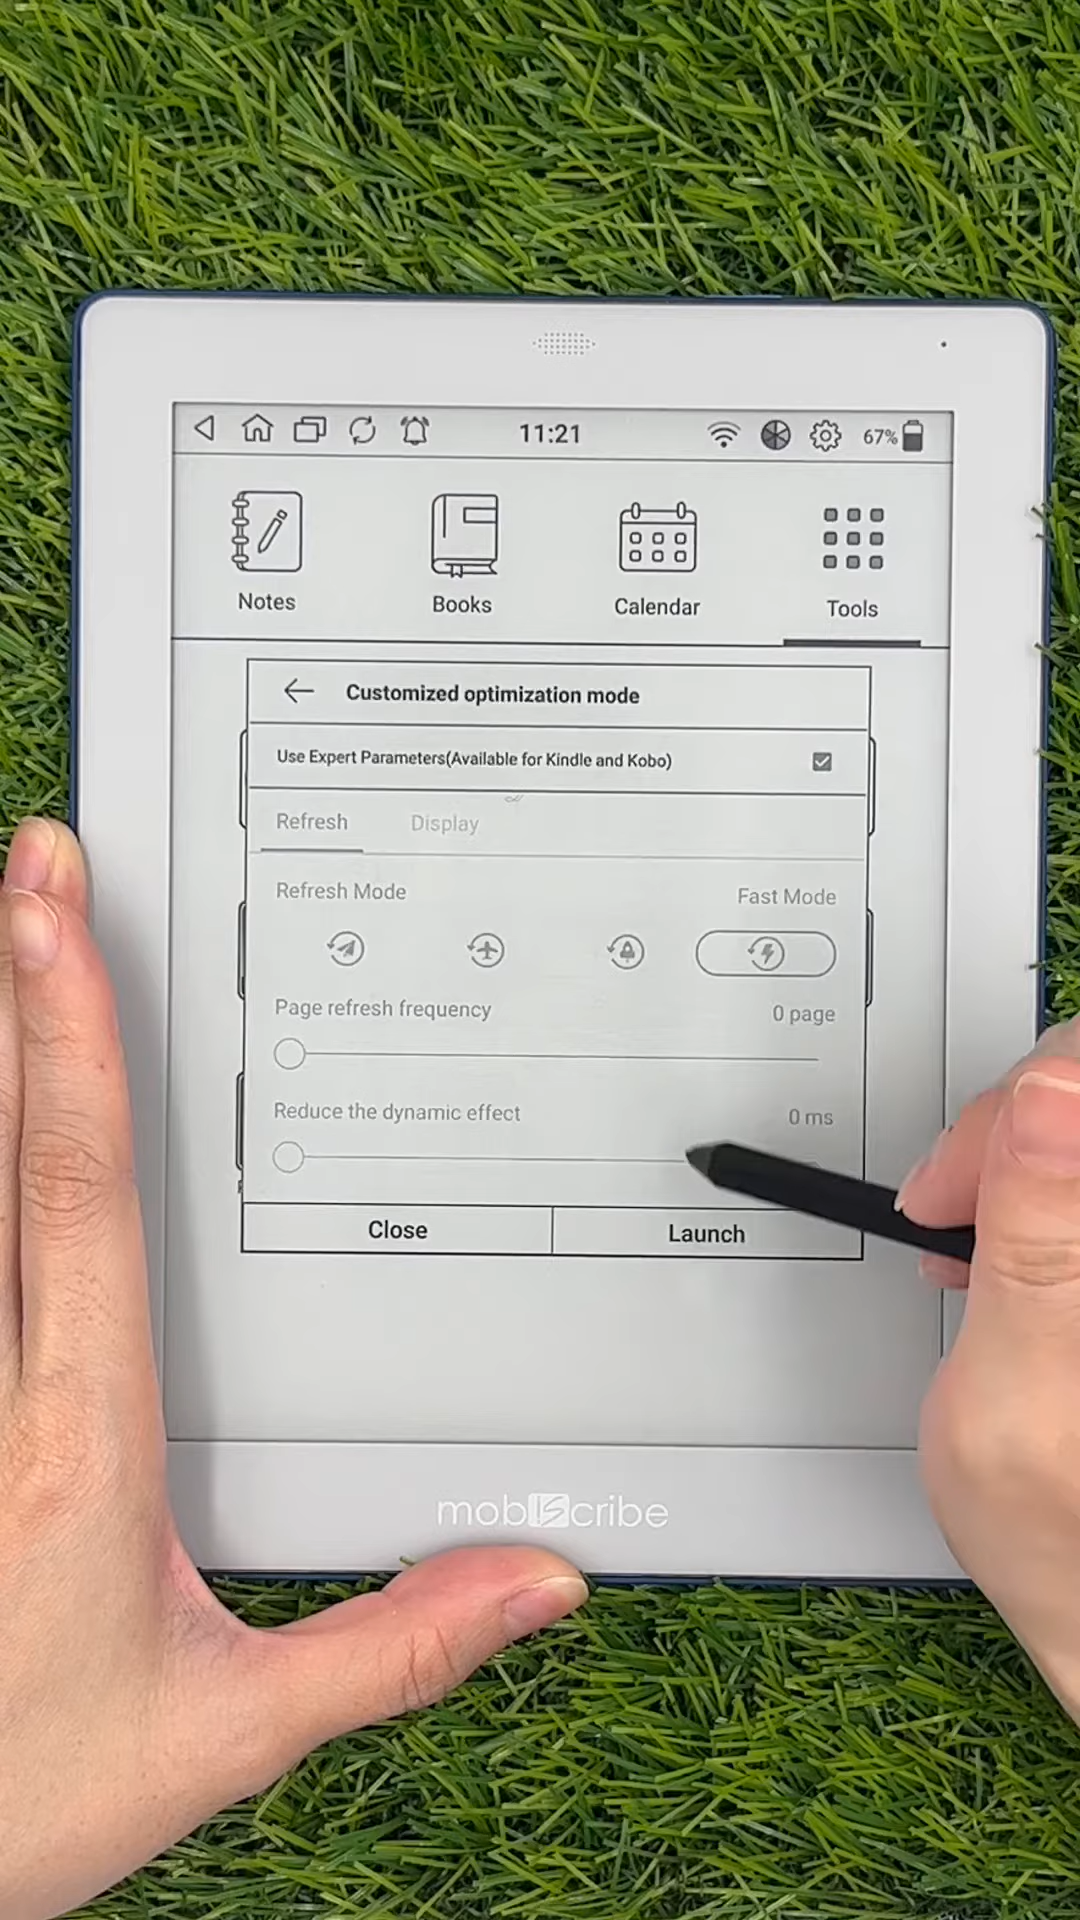 11:21
67%
Notes
Books
Calendar
Tools
Customized optimization mode
Use Expert Parameters(Available for Kindle and Kobo)
Refresh
Display
Refresh Mode
Fast Mode
Page refresh frequency
0 page
Reduce the dynamic effect
0 ms
Close
Launch
mobiscribe